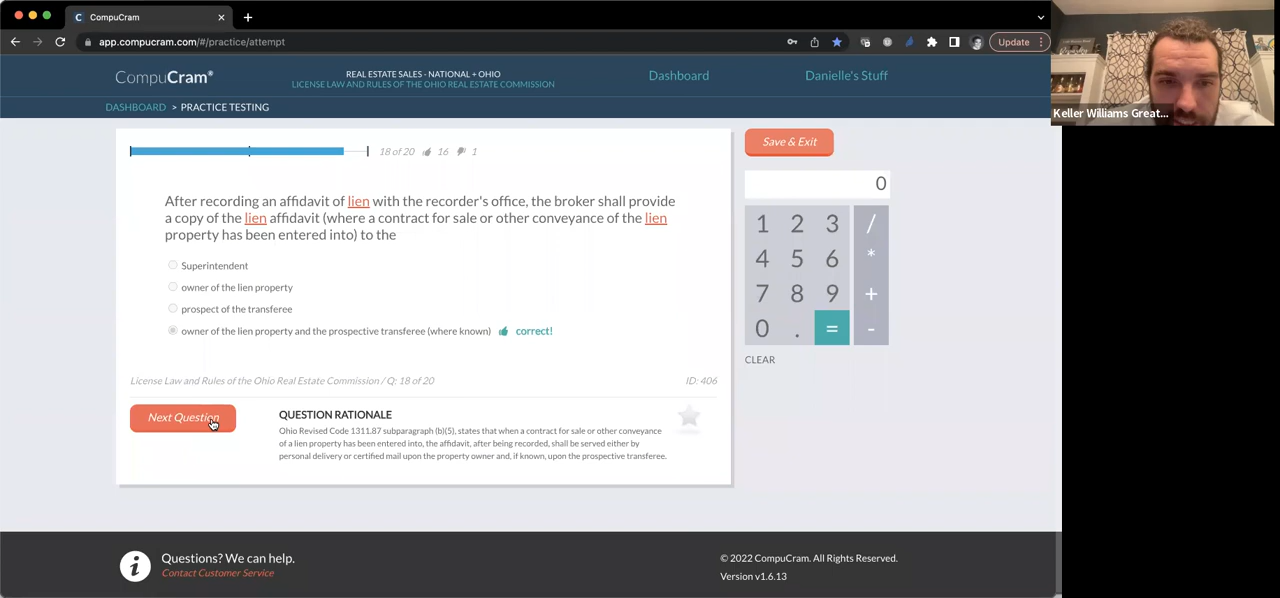 CompuCram
app.compucram.com/#/practice/attempt
Update
Keller Williams Great...
CompuCram®
REAL ESTATE SALES - NATIONAL + OHIO
LICENSE LAW AND RULES OF THE OHIO REAL ESTATE COMMISSION
Dashboard
Danielle's Stuff
DASHBOARD > PRACTICE TESTING
18 of 20 16 1
Save & Exit
After recording an affidavit of lien with the recorder's office, the broker shall provide
a copy of the lien affidavit (where a contract for sale or other conveyance of the lien
property has been entered into) to the
Superintendent
owner of the lien property
prospect of the transferee
owner of the lien property and the prospective transferee (where known) correct!
0
1 2 3 /
4 5 6 *
7 8 9 +
0 . = -
CLEAR
License Law and Rules of the Ohio Real Estate Commission / Q: 18 of 20
ID: 406
Next Question
QUESTION RATIONALE
Ohio Revised Code 1311.87 subparagraph (b)(5), states that when a contract for sale or other conveyance
of a lien property has been entered into, the affidavit, after being recorded, shall be served either by
personal delivery or certified mail upon the property owner and, if known, upon the prospective transferee.
Questions? We can help.
Contact Customer Service
© 2022 CompuCram. All Rights Reserved.
Version v1.6.13